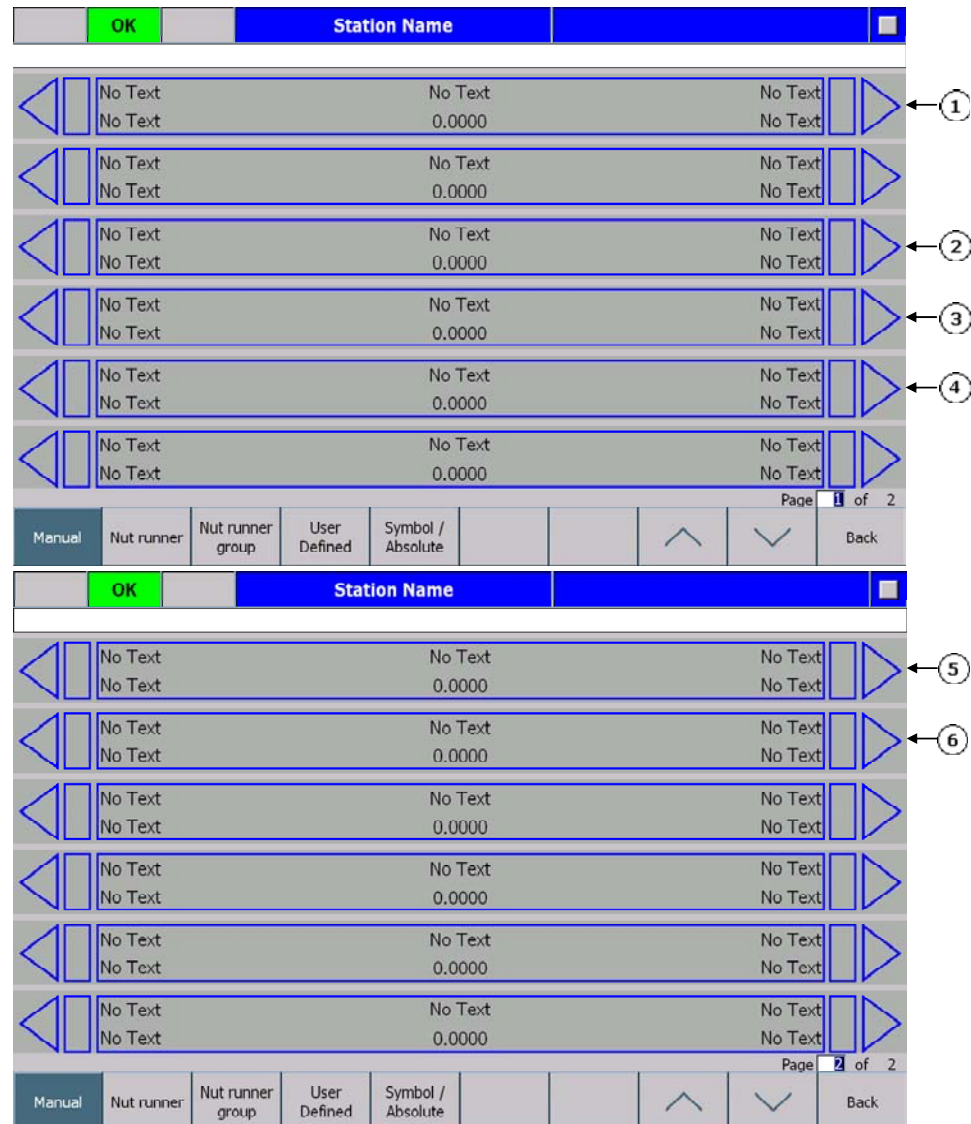 OK Station Name
No Text No Text No Text
No Text 0.0000 No Text
1
No Text No Text No Text
No Text 0.0000 No Text
No Text No Text No Text
No Text 0.0000 No Text
2
No Text No Text No Text
No Text 0.0000 No Text
3
No Text No Text No Text
No Text 0.0000 No Text
4
No Text No Text No Text
No Text 0.0000 No Text
Page 1 of 2
Manual Nut runner Nut runner group User Defined Symbol / Absolute Back
OK Station Name
No Text No Text No Text
No Text 0.0000 No Text
5
No Text No Text No Text
No Text 0.0000 No Text
6
No Text No Text No Text
No Text 0.0000 No Text
No Text No Text No Text
No Text 0.0000 No Text
No Text No Text No Text
No Text 0.0000 No Text
No Text No Text No Text
No Text 0.0000 No Text
Page 2 of 2
Manual Nut runner Nut runner group User Defined Symbol / Absolute Back